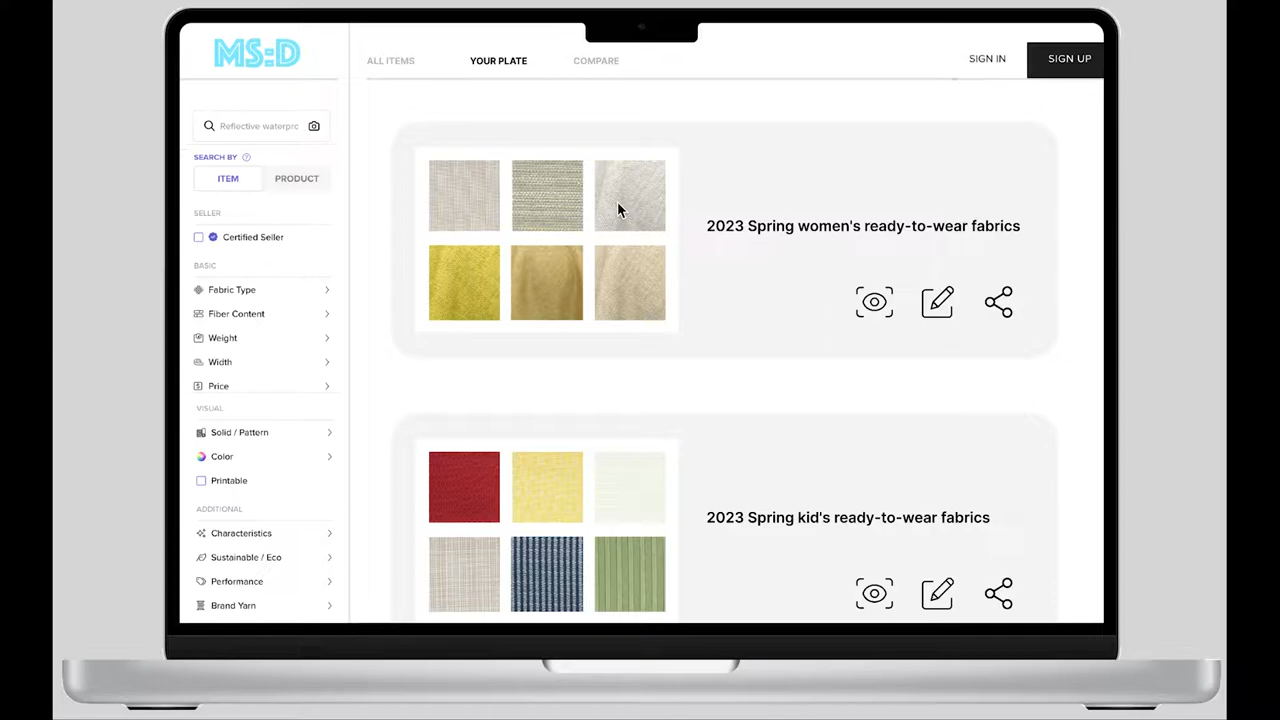 MS:D
ALL ITEMS
YOUR PLATE
COMPARE
SIGN IN
SIGN UP
Reflective waterprc
SEARCH BY ?
ITEM
PRODUCT
SELLER
Certified Seller
BASIC
Fabric Type
Fiber Content
Weight
Width
Price
VISUAL
Solid / Pattern
Color
Printable
ADDITIONAL
Characteristics
Sustainable / Eco
Performance
Brand Yarn
2023 Spring women's ready-to-wear fabrics
2023 Spring kid's ready-to-wear fabrics